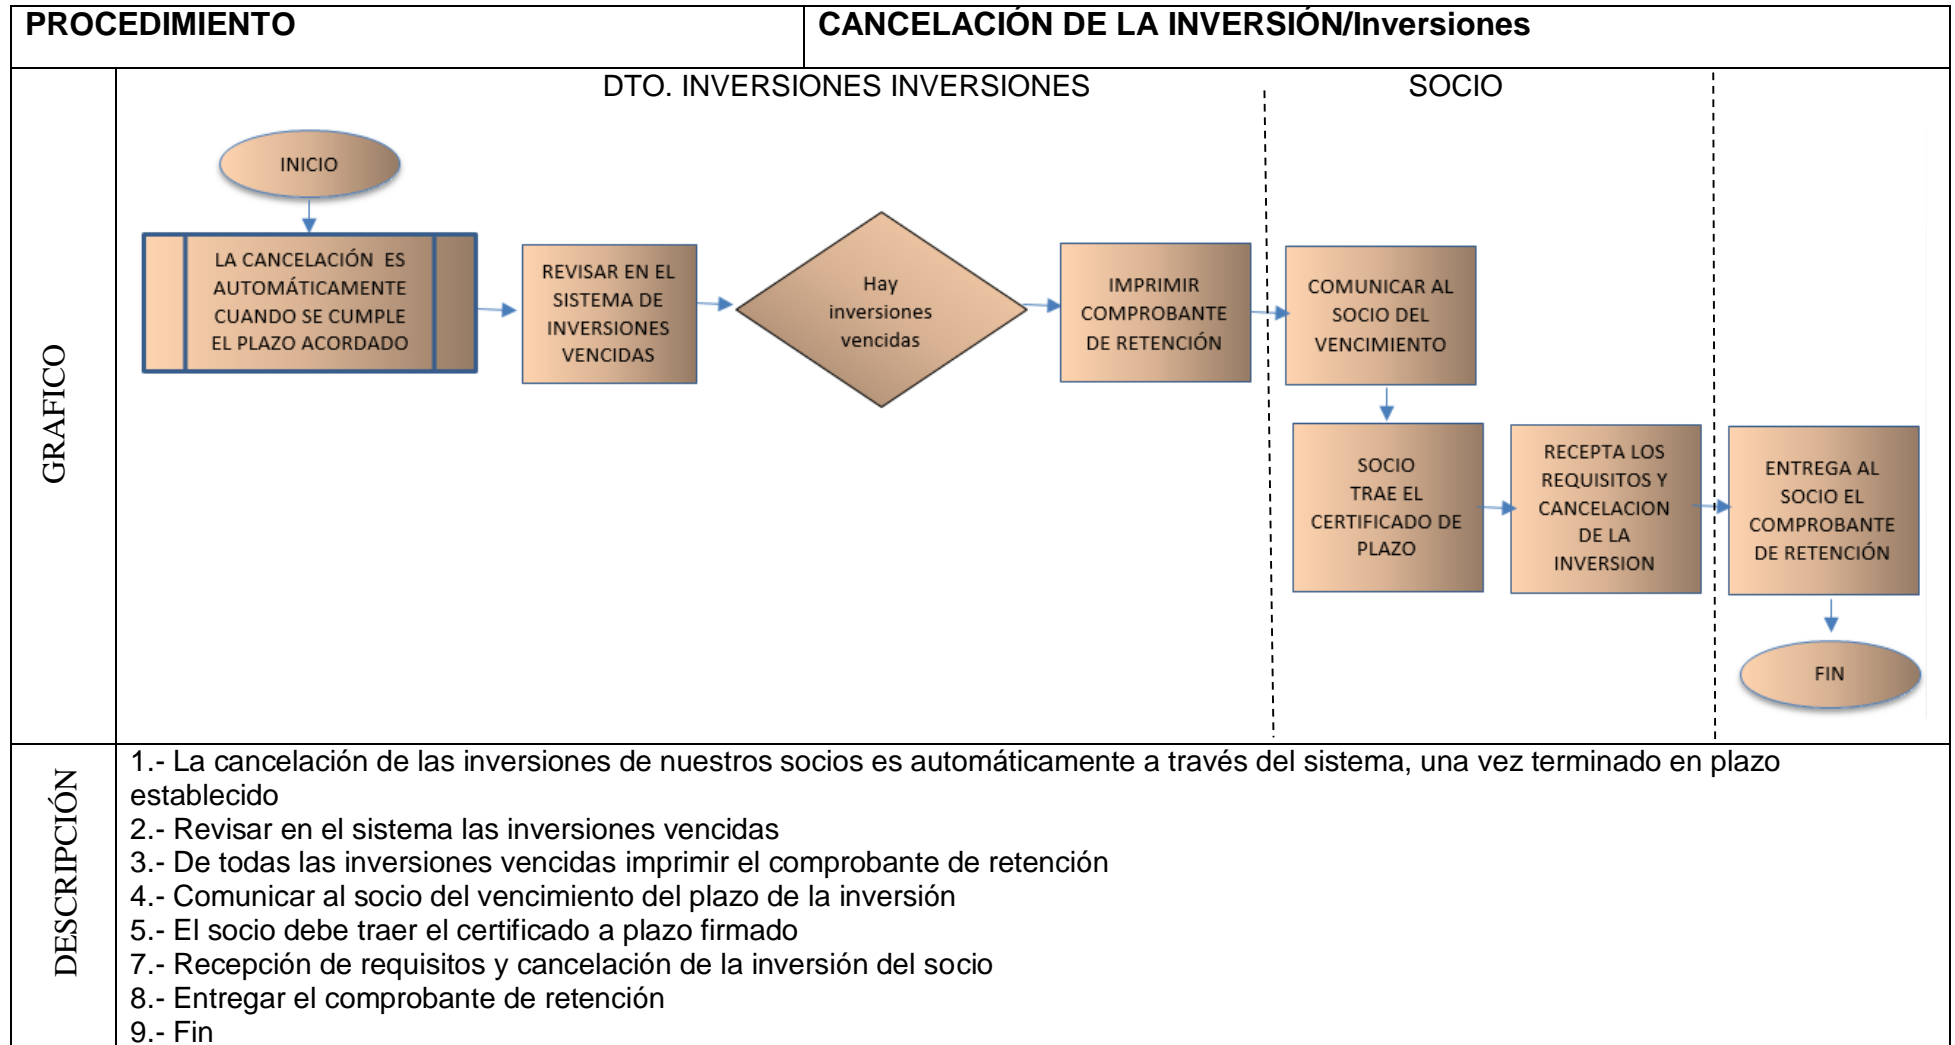 PROCEDIMIENTO
CANCELACIÓN DE LA INVERSIÓN/Inversiones
GRAFICO
DTO. INVERSIONES INVERSIONES
SOCIO
INICIO
LA CANCELACIÓN ES
AUTOMÁTICAMENTE
CUANDO SE CUMPLE
EL PLAZO ACORDADO
REVISAR EN EL
SISTEMA DE
INVERSIONES
VENCIDAS
Hay
inversiones
vencidas
IMPRIMIR
COMPROBANTE
DE RETENCIÓN
COMUNICAR AL
SOCIO DEL
VENCIMIENTO
SOCIO
TRAE EL
CERTIFICADO DE
PLAZO
RECEPTA LOS
REQUISITOS Y
CANCELACION
DE LA
INVERSION
ENTREGA AL
SOCIO EL
COMPROBANTE
DE RETENCIÓN
FIN
DESCRIPCIÓN
1.- La cancelación de las inversiones de nuestros socios es automáticamente a través del sistema, una vez terminado en plazo
establecido
2.- Revisar en el sistema las inversiones vencidas
3.- De todas las inversiones vencidas imprimir el comprobante de retención
4.- Comunicar al socio del vencimiento del plazo de la inversión
5.- El socio debe traer el certificado a plazo firmado
7.- Recepción de requisitos y cancelación de la inversión del socio
8.- Entregar el comprobante de retención
9.- Fin